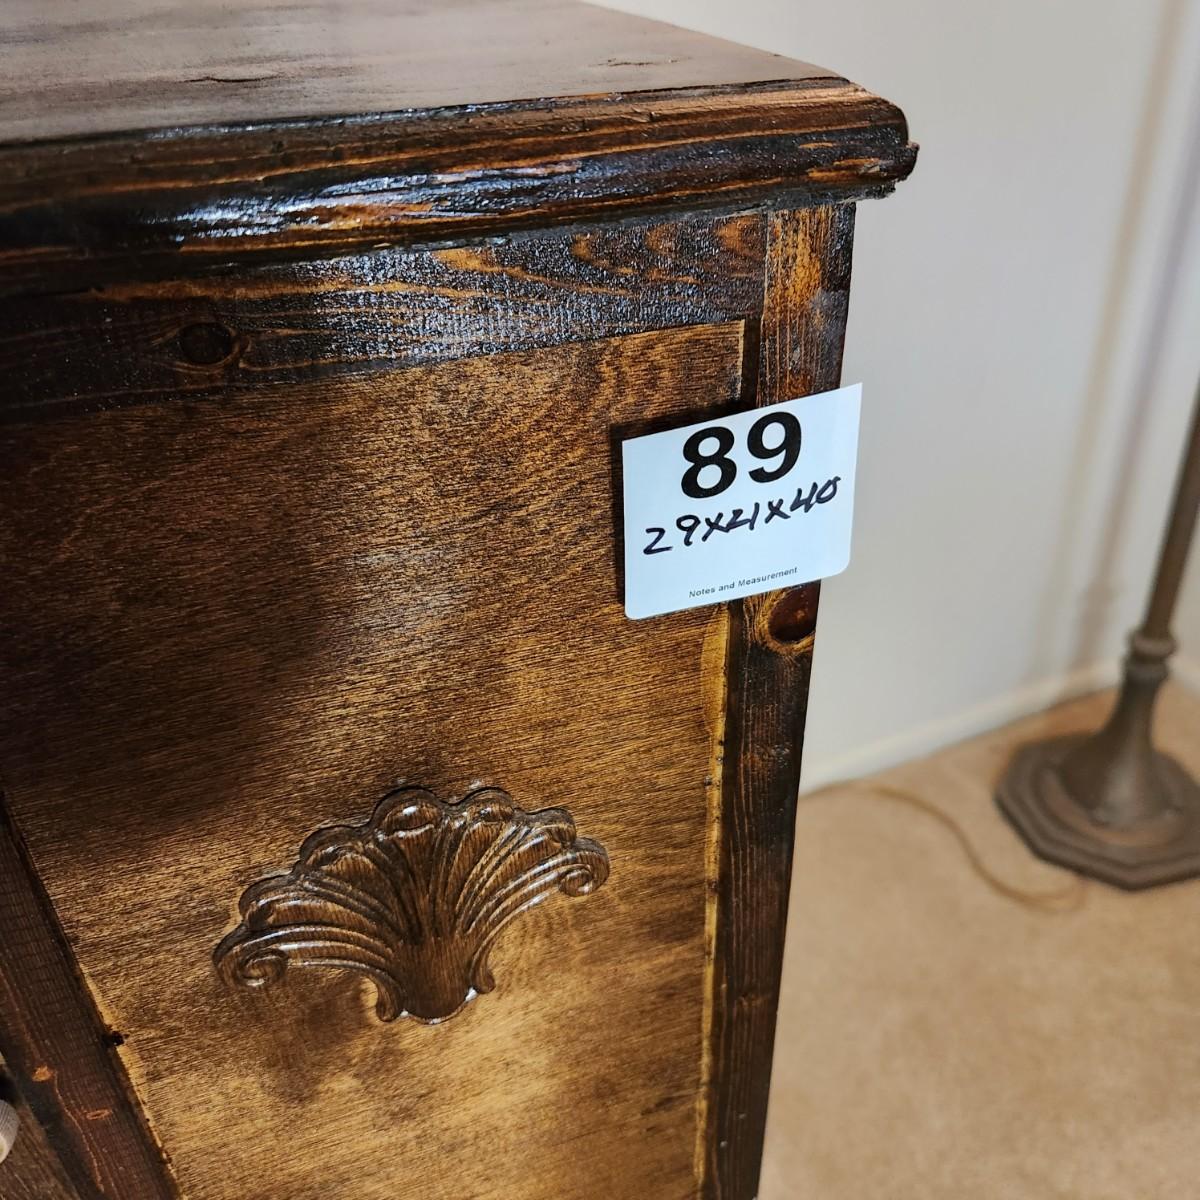 89
29x21x40
Notes and Measurement